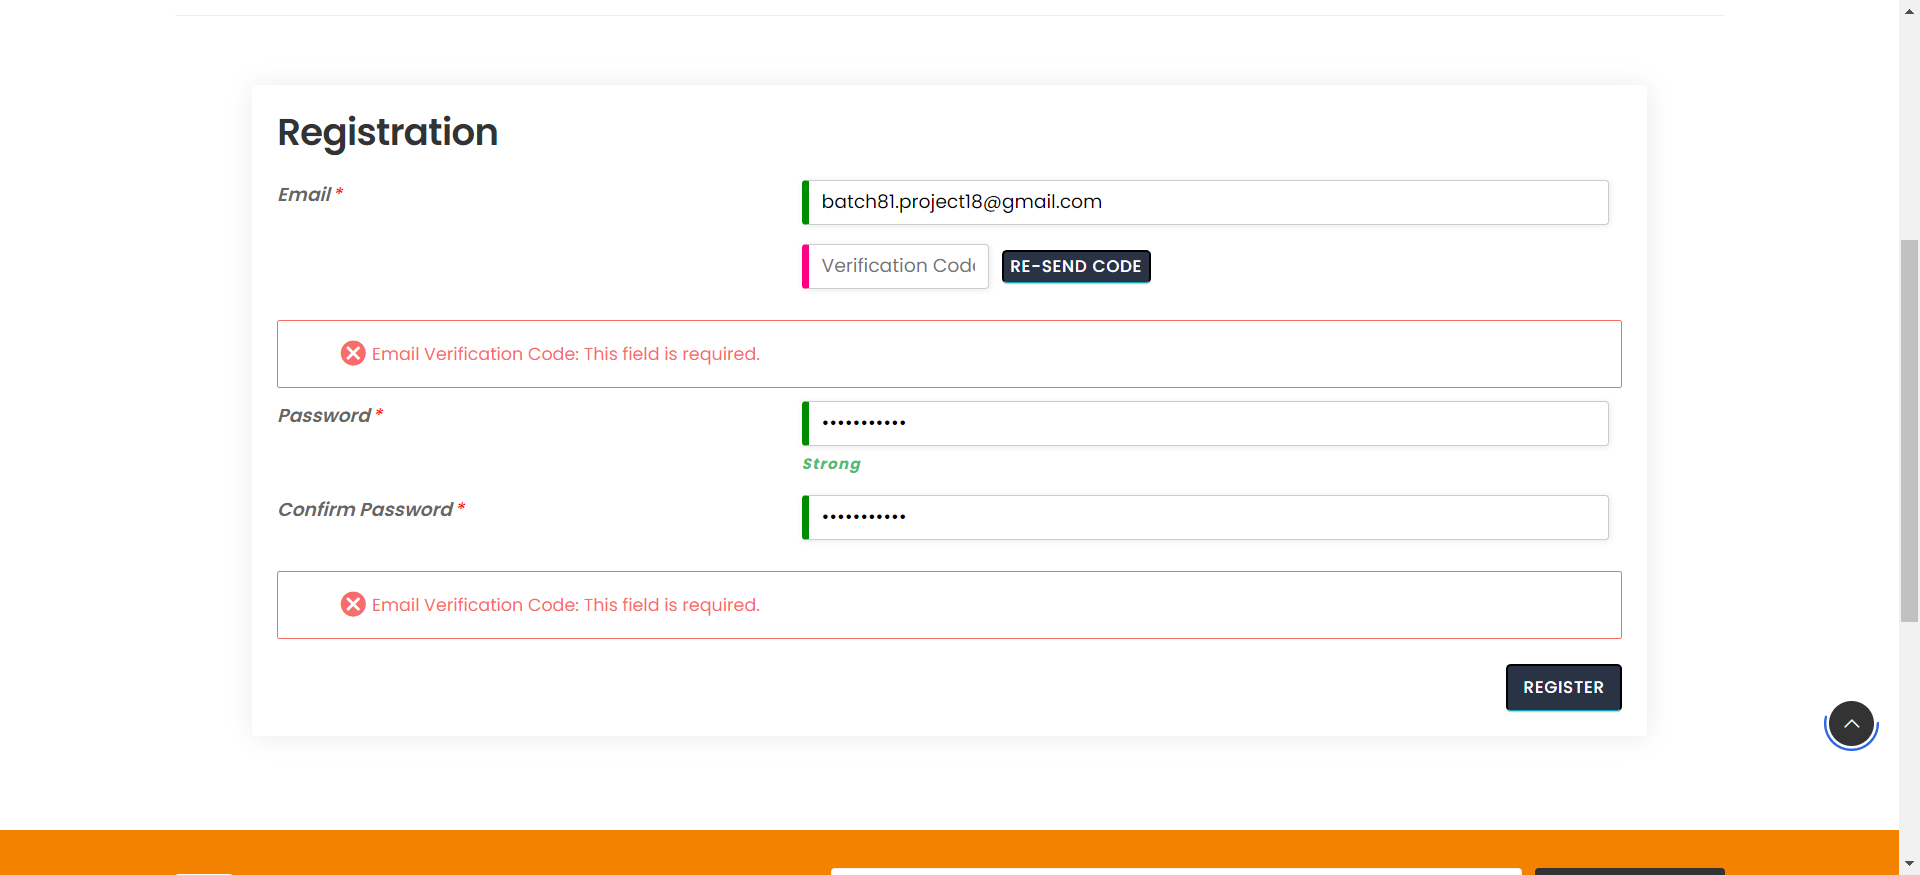 Registration
Email *
batch81.project18@gmail.com
Verification Code
RE-SEND CODE
Email Verification Code: This field is required.
Password *
•••••••••••
Strong
Confirm Password *
•••••••••••
Email Verification Code: This field is required.
REGISTER